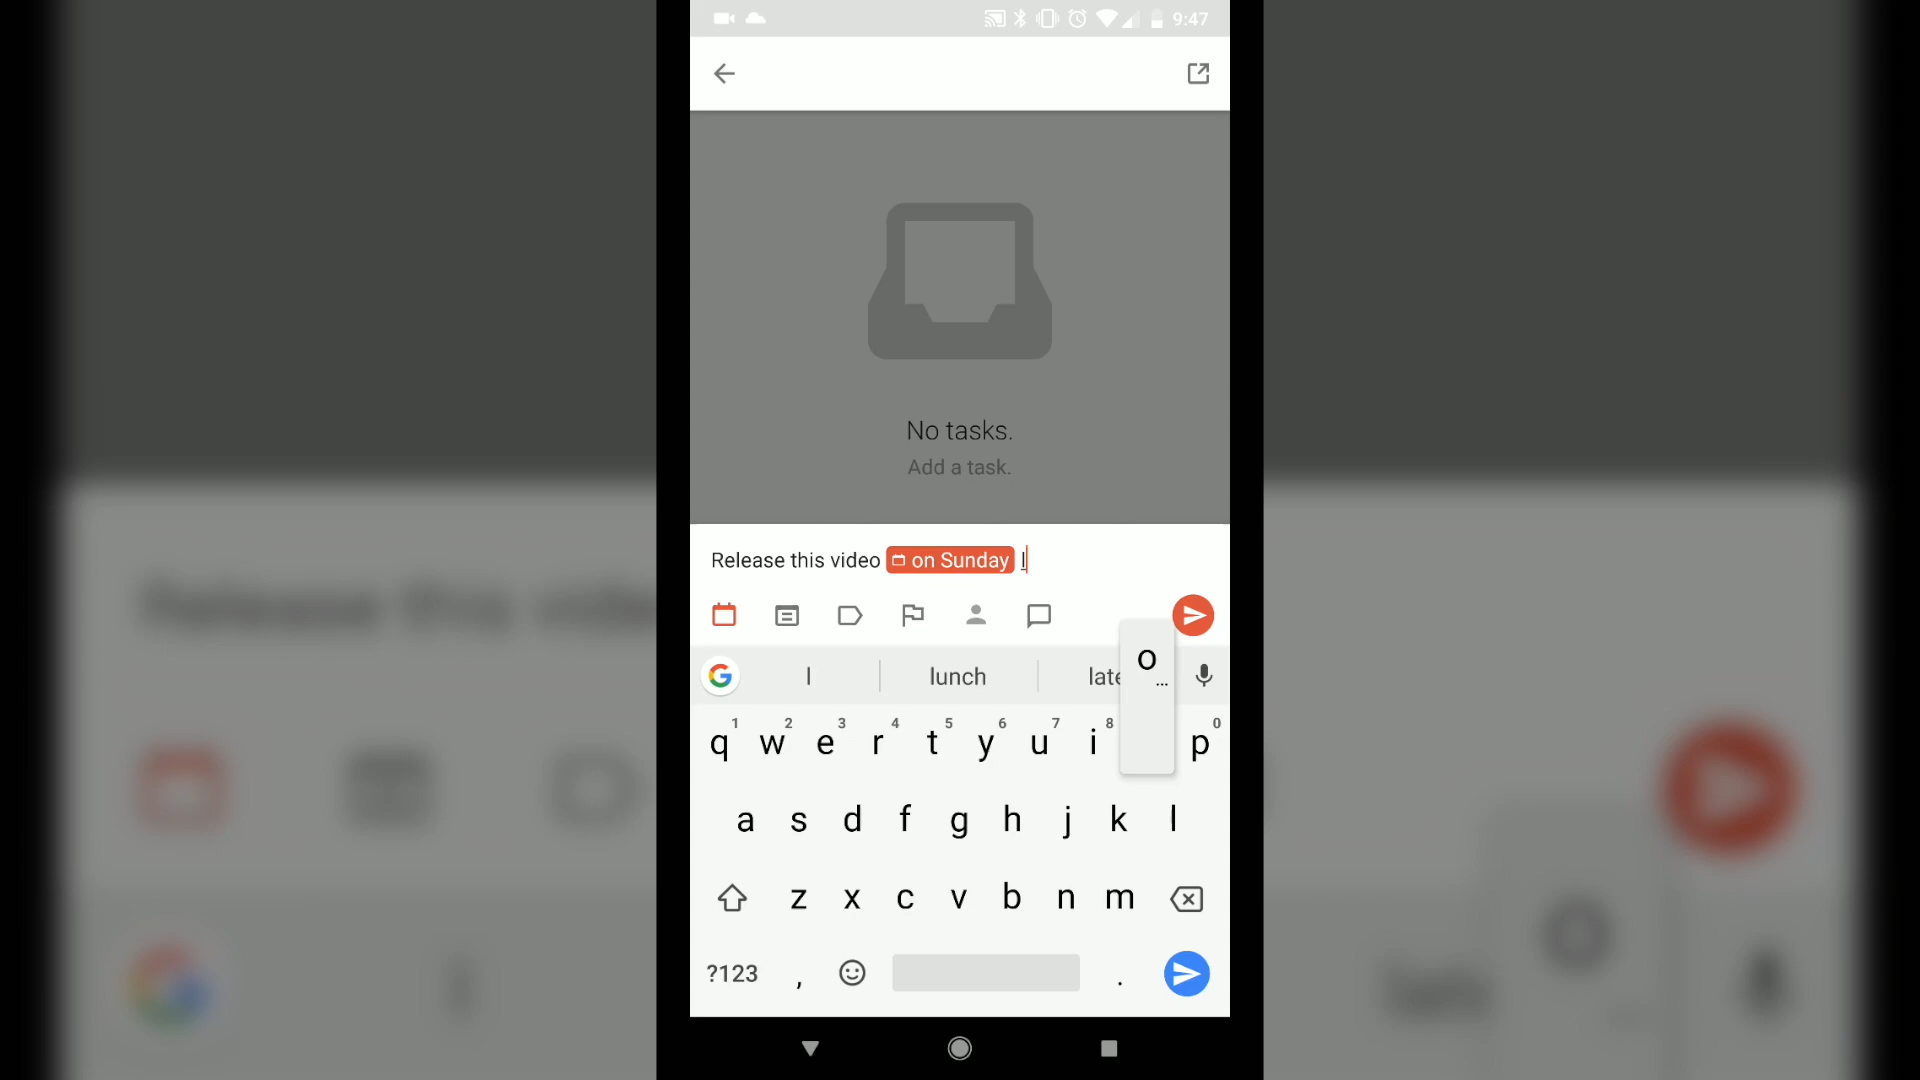 9:47
No tasks.
Add a task.
Release this video on Sunday l
l lunch late
o
...
1 2 3 4 5 6 7 8 0
q w e r t y u i p
a s d f g h j k l
z x c v b n m
?123 , .